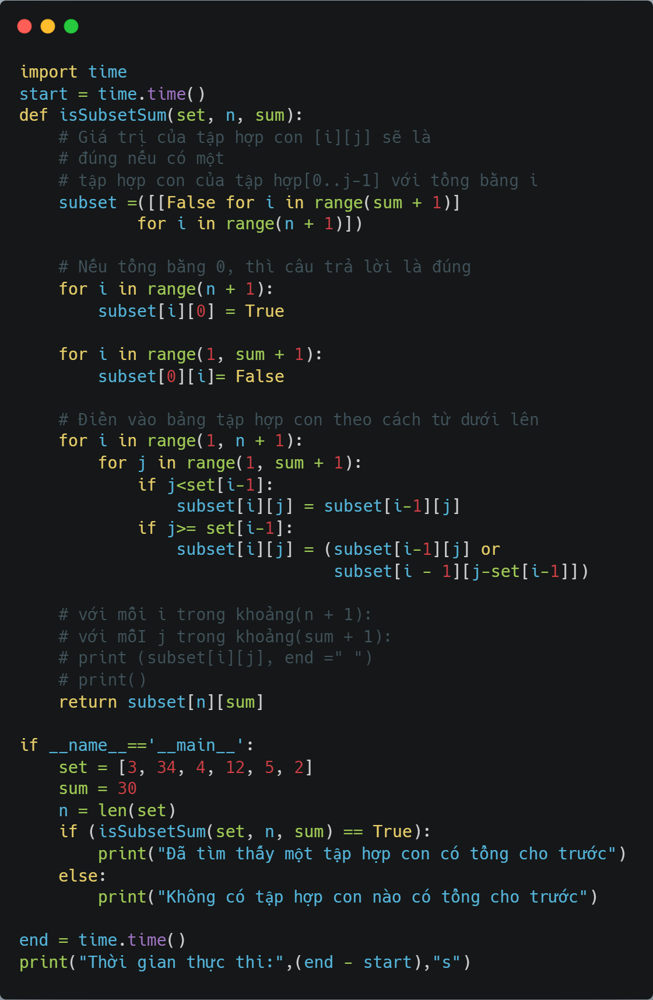 import time
start = time.time()
def isSubsetSum(set, n, sum):
    # Giá trị của tập hợp con [i][j] sẽ là
    # đúng nếu có một
    # tập hợp con của tập hợp[0..j-1] với tổng bằng i
    subset =([[False for i in range(sum + 1)]
            for i in range(n + 1)])

    # Nếu tổng bằng 0, thì câu trả lời là đúng
    for i in range(n + 1):
        subset[i][0] = True

    for i in range(1, sum + 1):
        subset[0][i]= False

    # Điền vào bảng tập hợp con theo cách từ dưới lên
    for i in range(1, n + 1):
        for j in range(1, sum + 1):
            if j<set[i-1]:
                subset[i][j] = subset[i-1][j]
            if j>= set[i-1]:
                subset[i][j] = (subset[i-1][j] or
                                subset[i - 1][j-set[i-1]])

    # với mỗi i trong khoảng(n + 1):
    # với mỗI j trong khoảng(sum + 1):
    # print (subset[i][j], end =" ")
    # print()
    return subset[n][sum]

if __name__=='__main__':
    set = [3, 34, 4, 12, 5, 2]
    sum = 30
    n = len(set)
    if (isSubsetSum(set, n, sum) == True):
        print("Đã tìm thấy một tập hợp con có tổng cho trước")
    else:
        print("Không có tập hợp con nào có tổng cho trước")

end = time.time()
print("Thời gian thực thi:",(end - start),"s")